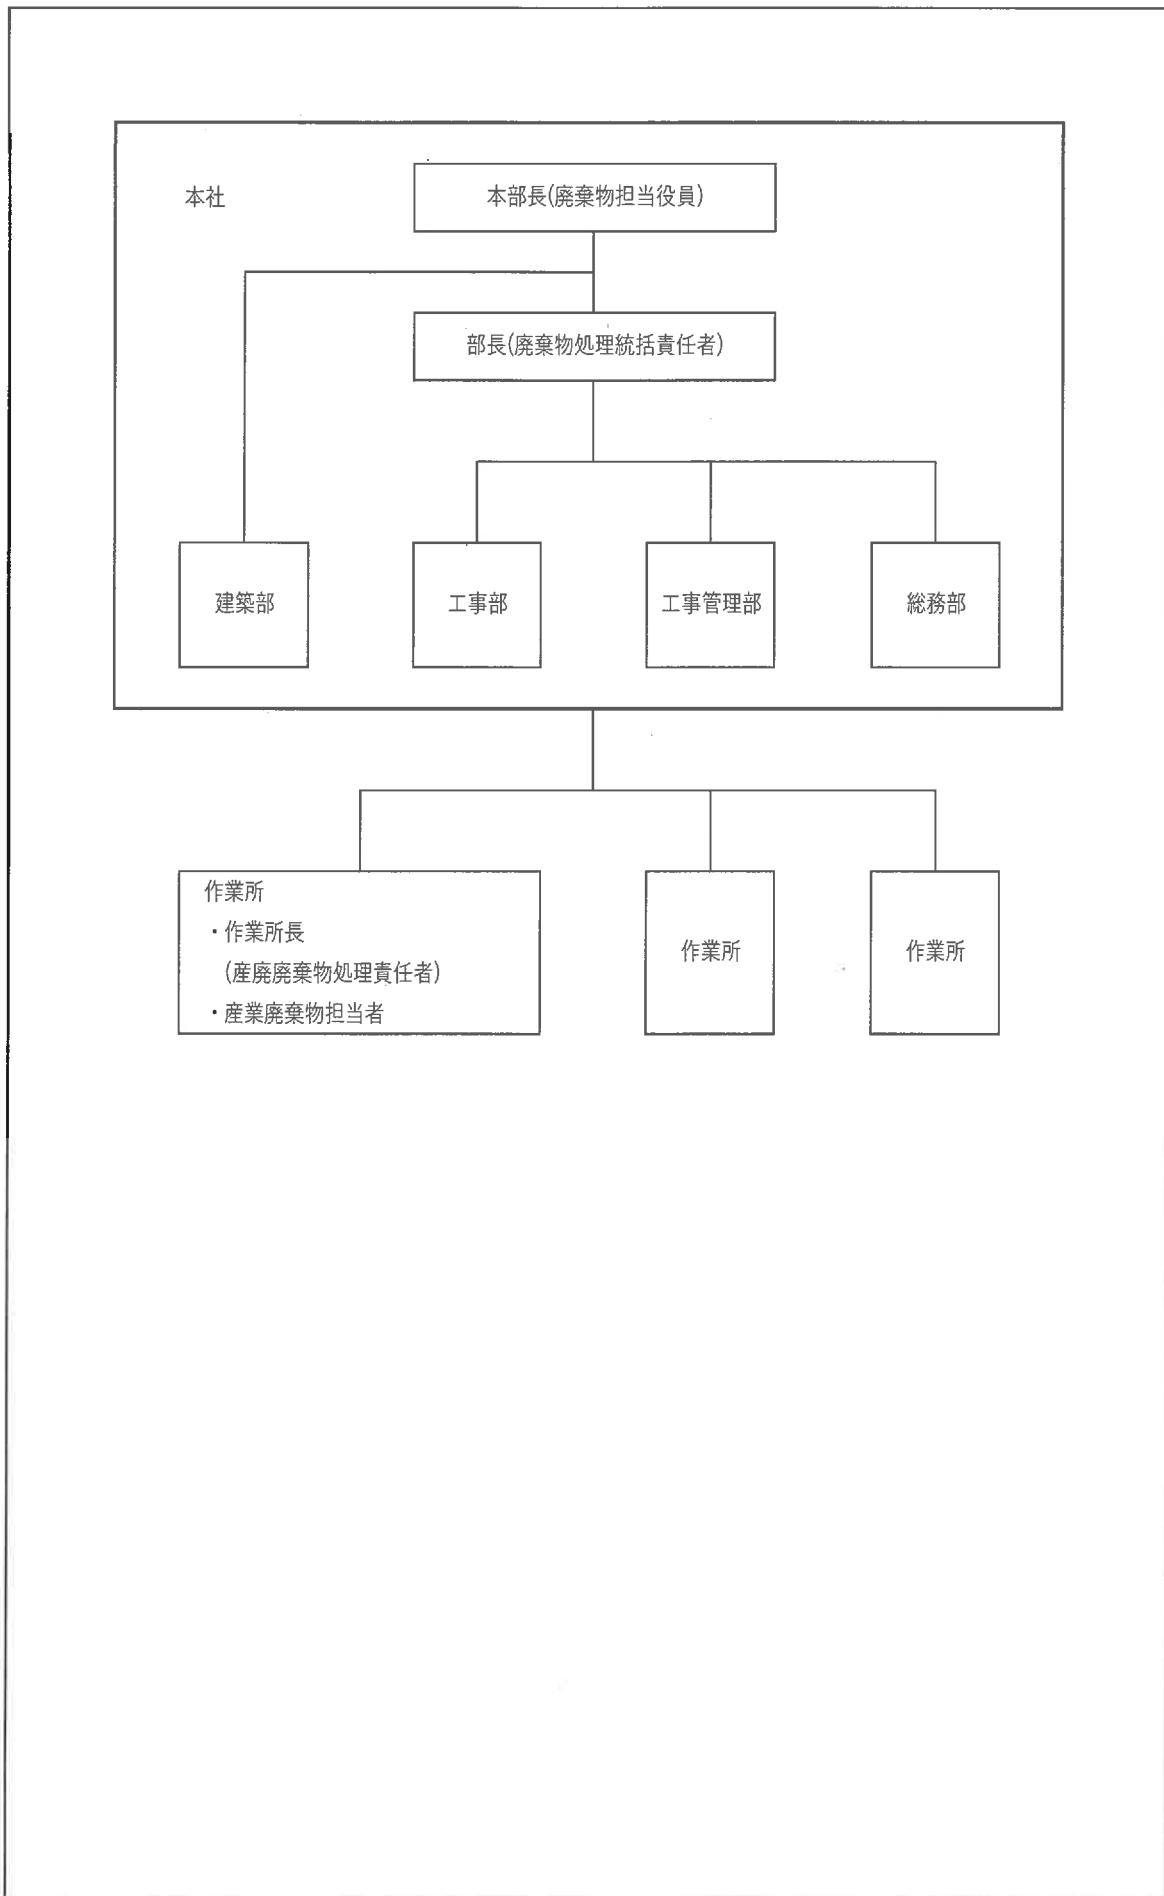 本社
本部長(廃棄物担当役員)
部長(廃棄物処理統括責任者)
建築部
工事部
工事管理部
総務部
作業所
・作業所長
(産廃廃棄物処理責任者)
・産業廃棄物担当者
作業所
作業所